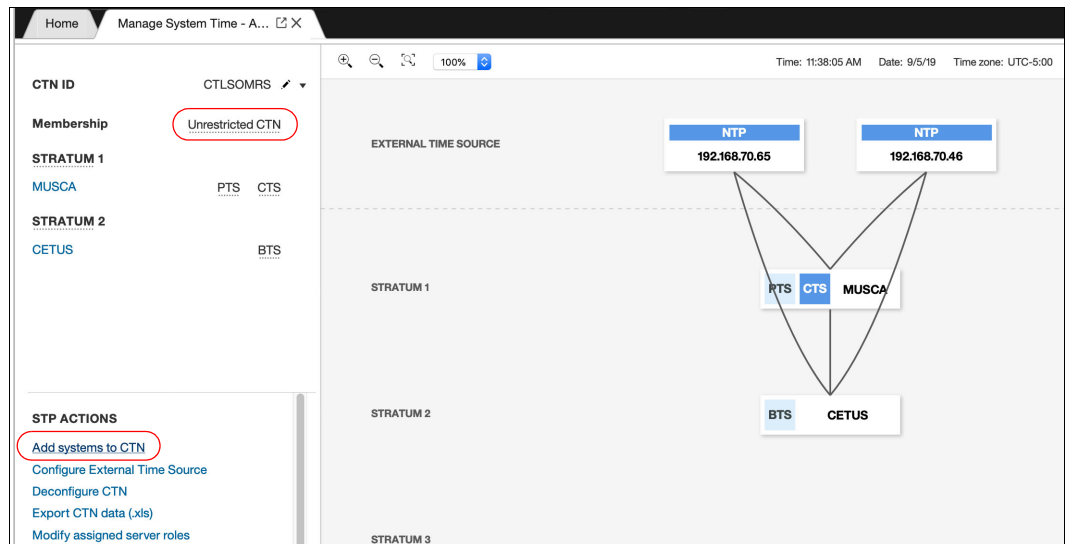 Home
Manage System Time - A...
CTN ID CTLSOMRS
Membership Unrestricted CTN
STRATUM 1
MUSCA PTS CTS
STRATUM 2
CETUS BTS
STP ACTIONS
Add systems to CTN
Configure External Time Source
Deconfigure CTN
Export CTN data (.xls)
Modify assigned server roles
100%
Time: 11:38:05 AM Date: 9/5/19 Time zone: UTC-5:00
EXTERNAL TIME SOURCE
NTP
192.168.70.65
NTP
192.168.70.46
STRATUM 1
PTS CTS MUSCA
STRATUM 2
BTS CETUS
STRATUM 3